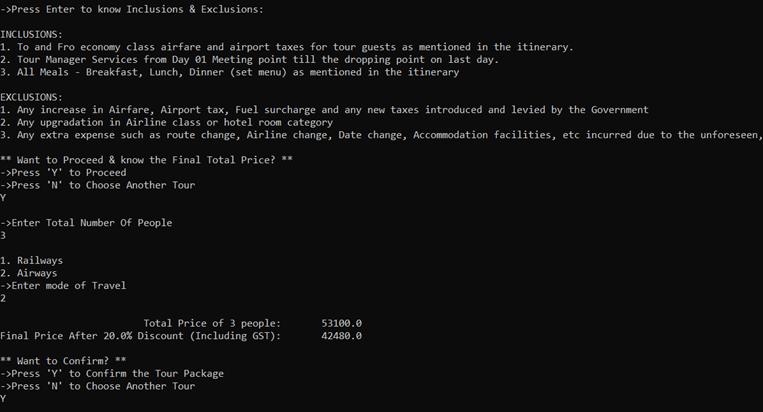 ->Press Enter to know Inclusions & Exclusions:
INCLUSIONS:
1. To and Fro economy class airfare and airport taxes for tour guests as mentioned in the itinerary.
2. Tour Manager Services from Day 01 Meeting point till the dropping point on last day.
3. All Meals - Breakfast, Lunch, Dinner (set menu) as mentioned in the itinerary
EXCLUSIONS:
1. Any increase in Airfare, Airport tax, Fuel surcharge and any new taxes introduced and levied by the Government
2. Any upgradation in Airline class or hotel room category
3. Any extra expense such as route change, Airline change, Date change, Accommodation facilities, etc incurred due to the unforeseen,
** Want to Proceed & know the Final Total Price? **
->Press 'Y' to Proceed
->Press 'N' to Choose Another Tour
Y
->Enter Total Number Of People
3
1. Railways
2. Airways
->Enter mode of Travel
2
Total Price of 3 people: 53100.0
Final Price After 20.0% Discount (Including GST): 42480.0
** Want to Confirm? **
->Press 'Y' to Confirm the Tour Package
->Press 'N' to Choose Another Tour
Y